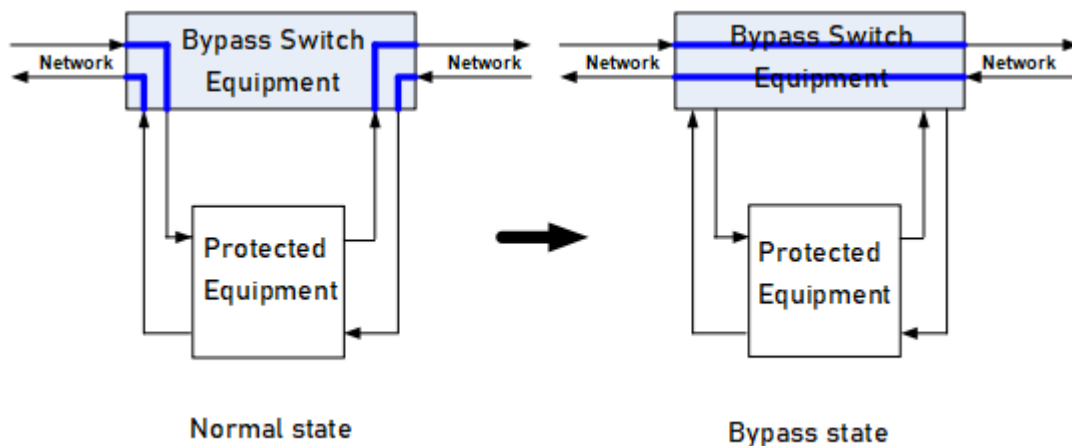 Bypass Switch
Equipment
Network
Network
Protected
Equipment
Normal state
Bypass Switch
Equipment
Network
Network
Protected
Equipment
Bypass state